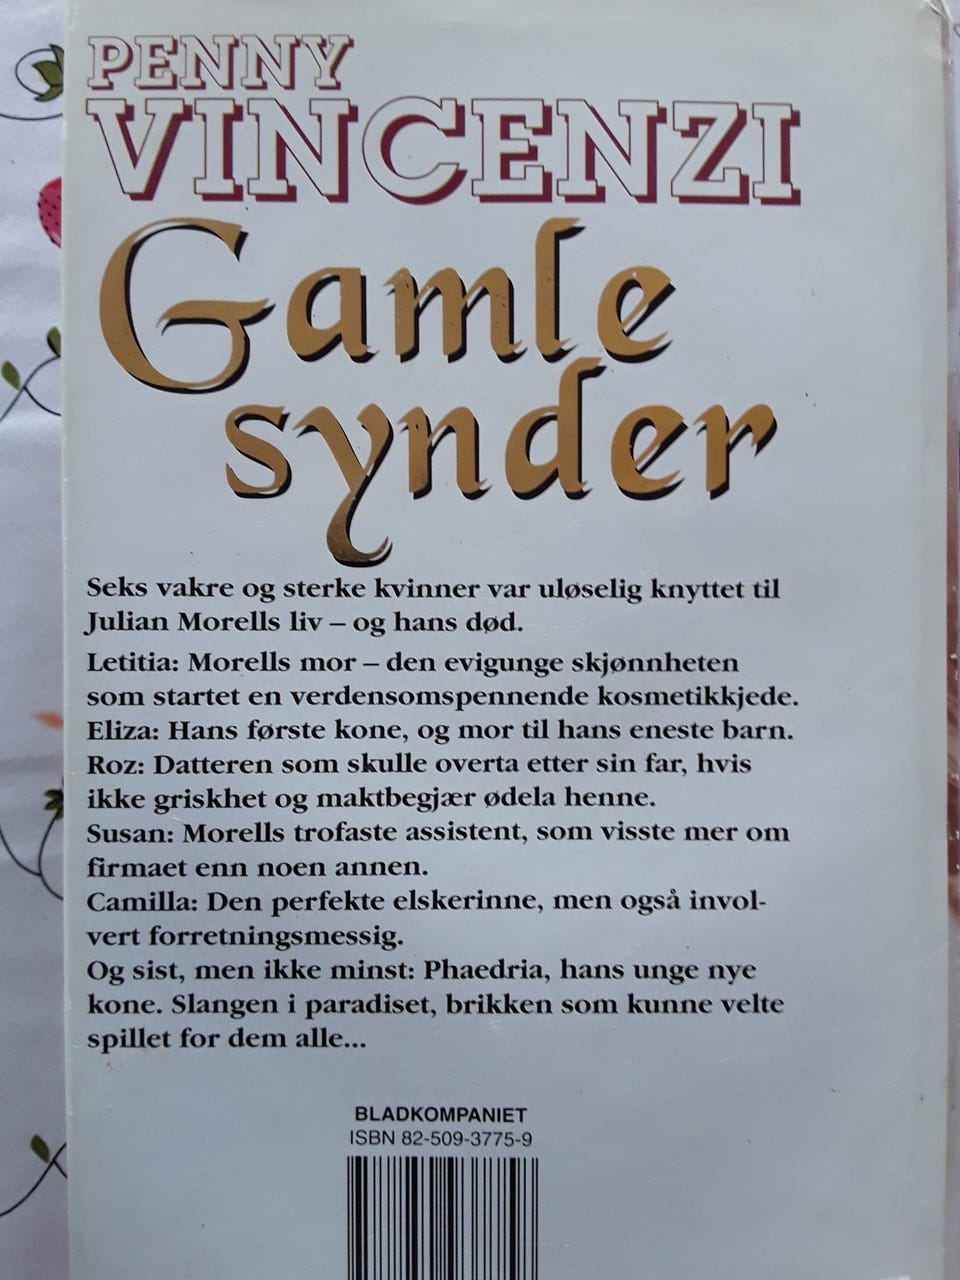 PENNY
VINCENZI
Gamle
synder
Seks vakre og sterke kvinner var uløselig knyttet til
Julian Morells liv – og hans død.
Letitia: Morells mor – den evigunge skjønnheten
som startet en verdensomspennende kosmetikkjede.
Eliza: Hans første kone, og mor til hans eneste barn.
Roz: Datteren som skulle overta etter sin far, hvis
ikke griskhet og maktbegjær ødela henne.
Susan: Morells trofaste assistent, som visste mer om
firmaet enn noen annen.
Camilla: Den perfekte elskerinne, men også invol-
vert forretningsmessig.
Og sist, men ikke minst: Phaedria, hans unge nye
kone. Slangen i paradiset, brikken som kunne velte
spillet for dem alle...
BLADKOMPANIET
ISBN 82-509-3775-9